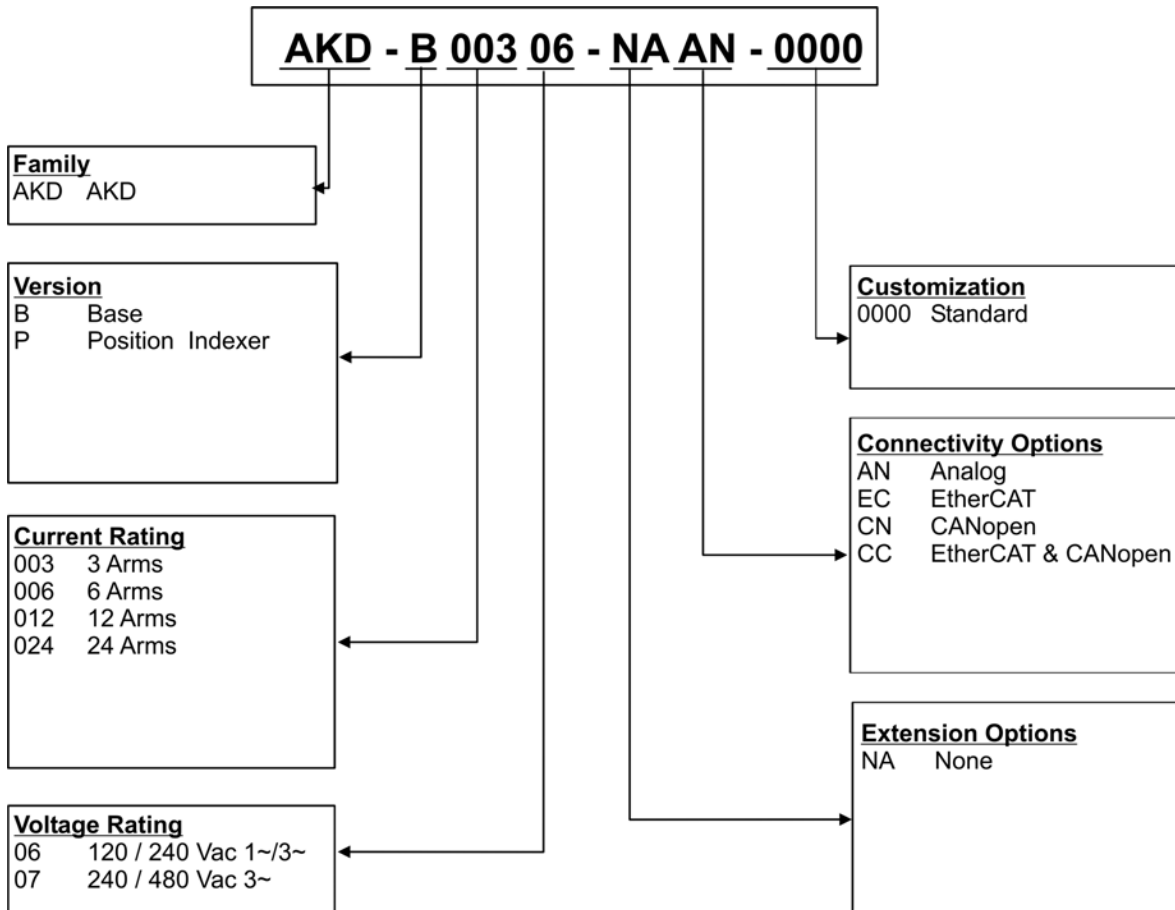 AKD - B 003 06 - NA AN - 0000
Family
AKD AKD
Version
B Base
P Position Indexer
Current Rating
003 3 Arms
006 6 Arms
012 12 Arms
024 24 Arms
Voltage Rating
06 120 / 240 Vac 1~/3~
07 240 / 480 Vac 3~
Customization
0000 Standard
Connectivity Options
AN Analog
EC EtherCAT
CN CANopen
CC EtherCAT & CANopen
Extension Options
NA None